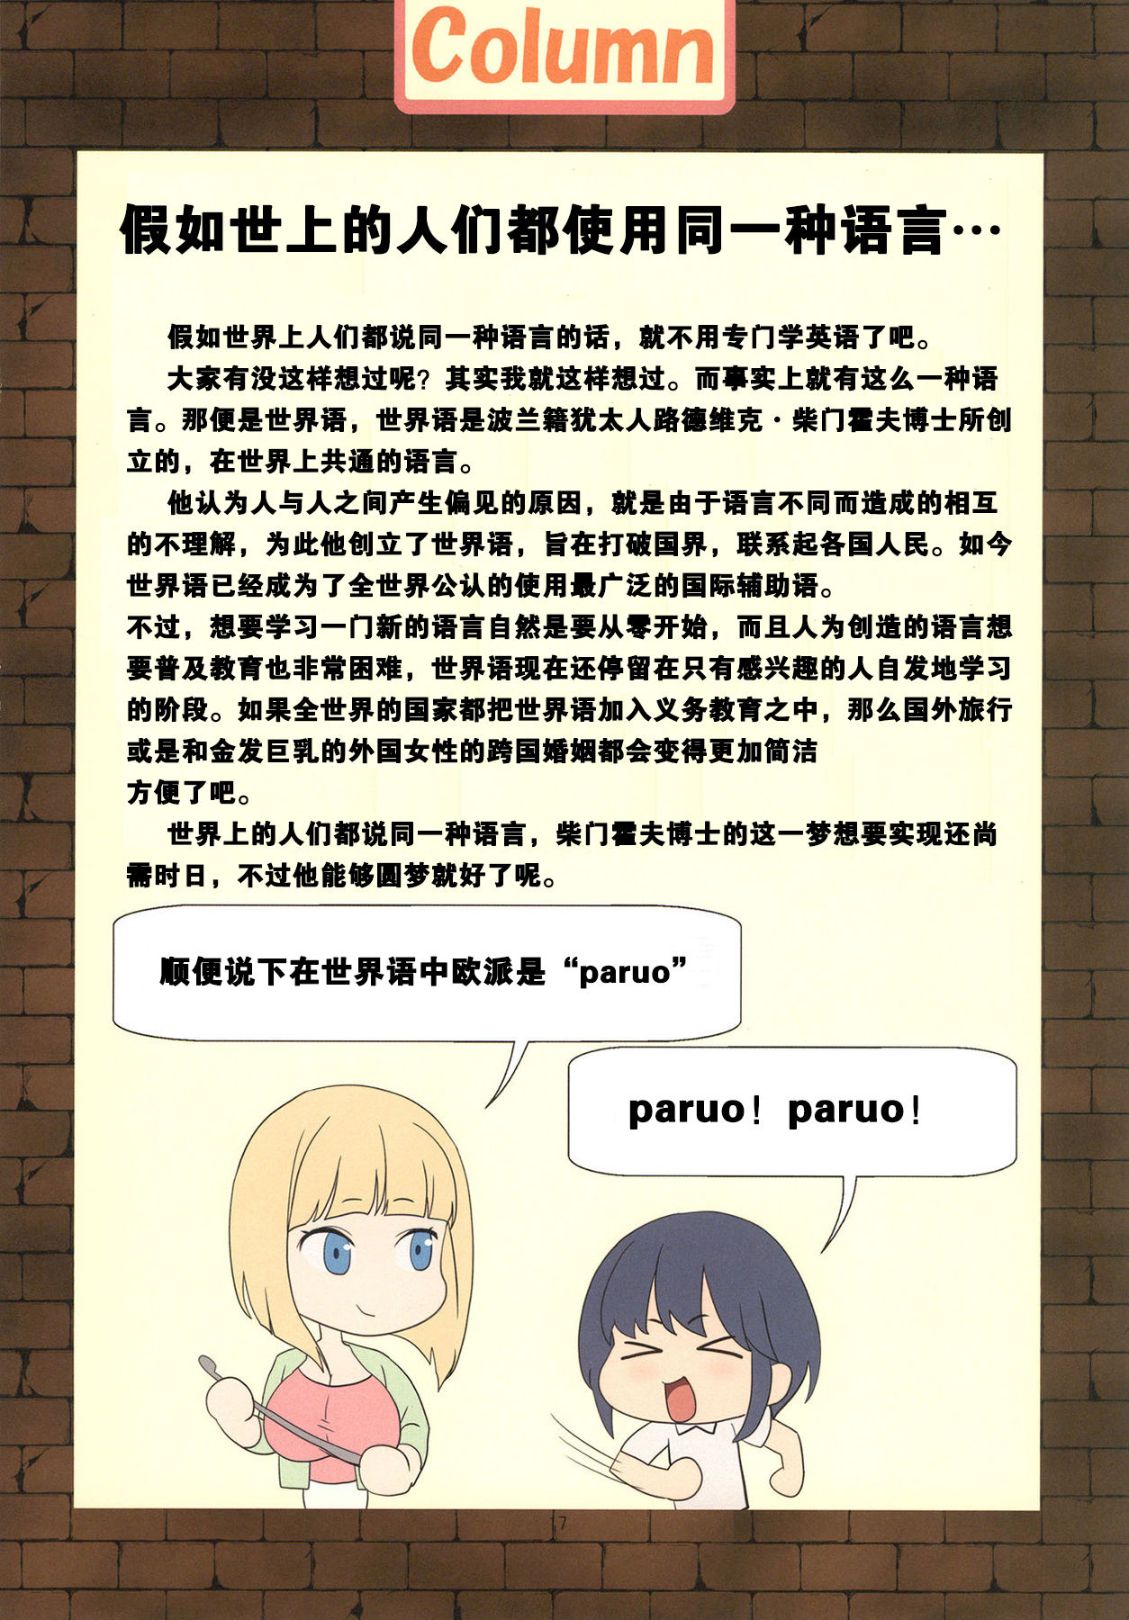 Column
假如世上的人们都使用同一种语言…
假如世界上人们都说同一种语言的话，就不用专门学英语了吧。
大家有没这样想过呢？其实我就这样想过。而事实上就有这么一种语
言。那便是世界语，世界语是波兰籍犹太人路德维克·柴门霍夫博士所创
立的，在世界上共通的语言。
他认为人与人之间产生偏见的原因，就是由于语言不同而造成的相互
的不理解，为此他创立了世界语，旨在打破国界，联系起各国人民。如今
世界语已经成为了全世界公认的使用最广泛的国际辅助语。
不过，想要学习一门新的语言自然是要从零开始，而且人为创造的语言想
要普及教育也非常困难，世界语现在还停留在只有感兴趣的人自发地学习
的阶段。如果全世界的国家都把世界语加入义务教育之中，那么国外旅行
或是和金发巨乳的外国女性的跨国婚姻都会变得更加简洁
方便了吧。
世界上的人们都说同一种语言，柴门霍夫博士的这一梦想要实现还尚
需时日，不过他能够圆梦就好了呢。
顺便说下在世界语中欧派是“paruo”
paruo！paruo！
17